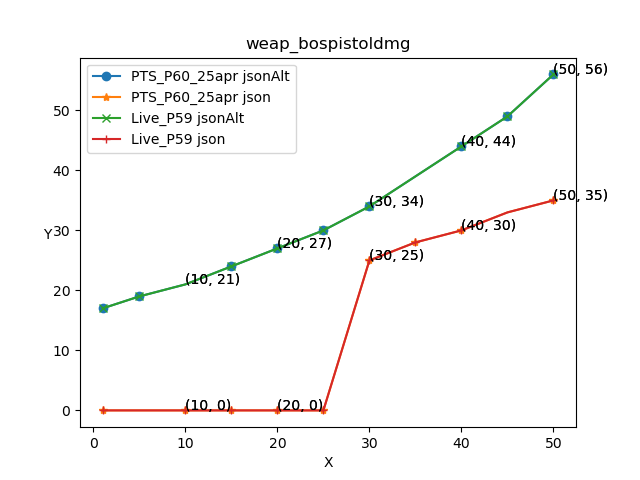 weap_bospistoldmg
PTS_P60_25apr jsonAlt
PTS_P60_25apr json
Live_P59 jsonAlt
Live_P59 json
(50, 56)
(40, 44)
(30, 34)
(20, 27)
(10, 21)
(50, 35)
(40, 30)
(30, 25)
(10, 0)
(20, 0)
Y
50
40
30
20
10
0
0 10 20 30 40 50
X